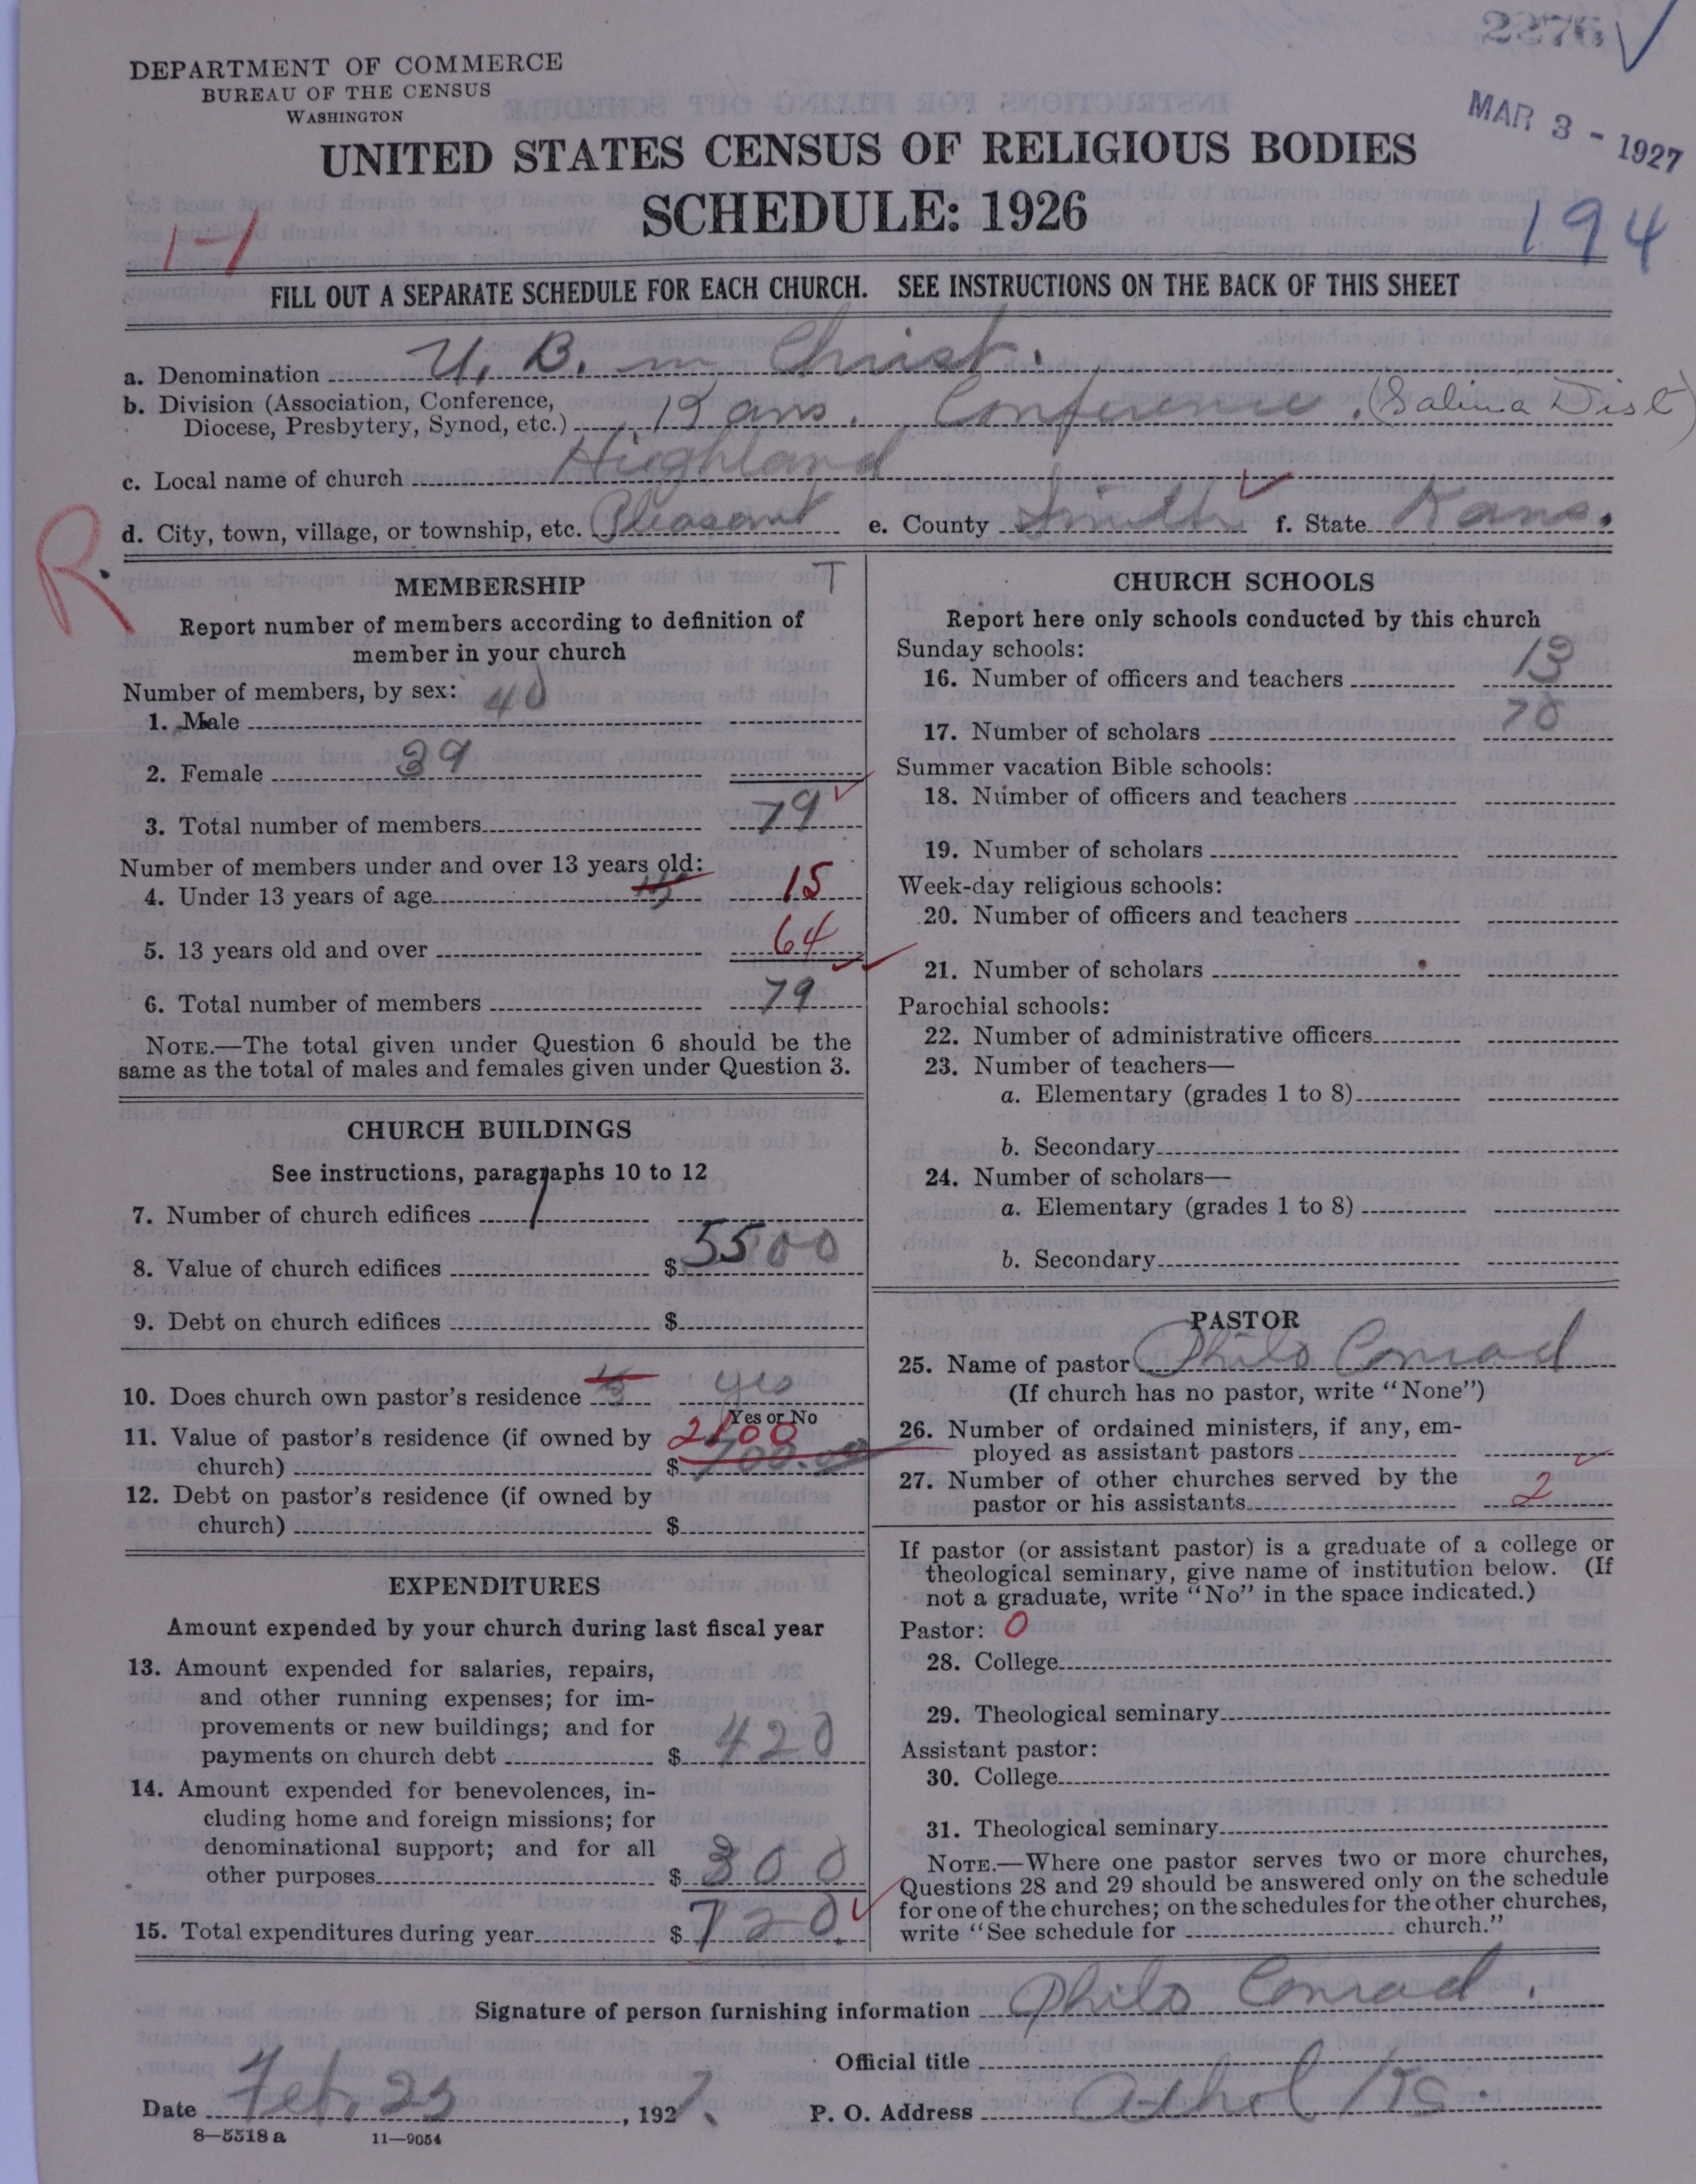 2276
DEPARTMENT OF COMMERCE
BUREAU OF THE CENSUS
WASHINGTON
MAR 3 - 1927
UNITED STATES CENSUS OF RELIGIOUS BODIES
SCHEDULE: 1926
1-1
194
FILL OUT A SEPARATE SCHEDULE FOR EACH CHURCH. SEE INSTRUCTIONS ON THE BACK OF THIS SHEET
a. Denomination U. B. in Christ.
b. Division (Association, Conference,
Diocese, Presbytery, Synod, etc.) Kans. Conference. (Salina Dist)
c. Local name of church Highland
d. City, town, village, or township, etc. Pleasant e. County Smith f. State Kans.
R.
MEMBERSHIP T
Report number of members according to definition of
member in your church
Number of members, by sex: 40
1. Male
2. Female 39
3. Total number of members 79
Number of members under and over 13 years old:
4. Under 13 years of age 15
5. 13 years old and over 64
6. Total number of members 79
NOTE.—The total given under Question 6 should be the
same as the total of males and females given under Question 3.
CHURCH BUILDINGS
See instructions, paragraphs 10 to 12
7. Number of church edifices 1
8. Value of church edifices $ 5500
9. Debt on church edifices $
10. Does church own pastor's residence yes
Yes or No
11. Value of pastor's residence (if owned by 2100
church) $ 700.00
12. Debt on pastor's residence (if owned by
church) $
EXPENDITURES
Amount expended by your church during last fiscal year
13. Amount expended for salaries, repairs,
and other running expenses; for im-
provements or new buildings; and for
payments on church debt $ 420
14. Amount expended for benevolences, in-
cluding home and foreign missions; for
denominational support; and for all
other purposes $ 300
15. Total expenditures during year $ 720.
CHURCH SCHOOLS
Report here only schools conducted by this church
Sunday schools:
16. Number of officers and teachers 13
17. Number of scholars 70
Summer vacation Bible schools:
18. Number of officers and teachers
19. Number of scholars
Week-day religious schools:
20. Number of officers and teachers
21. Number of scholars
Parochial schools:
22. Number of administrative officers
23. Number of teachers—
a. Elementary (grades 1 to 8)
b. Secondary
24. Number of scholars—
a. Elementary (grades 1 to 8)
b. Secondary
PASTOR
25. Name of pastor Philo Conrad
(If church has no pastor, write "None")
26. Number of ordained ministers, if any, em-
ployed as assistant pastors
27. Number of other churches served by the
pastor or his assistants 2
If pastor (or assistant pastor) is a graduate of a college or
theological seminary, give name of institution below. (If
not a graduate, write "No" in the space indicated.)
Pastor: 0
28. College
29. Theological seminary
Assistant pastor:
30. College
31. Theological seminary
NOTE.—Where one pastor serves two or more churches,
Questions 28 and 29 should be answered only on the schedule
for one of the churches; on the schedules for the other churches,
write "See schedule for church."
Signature of person furnishing information Philo Conrad.
Official title
Date Feb. 23, 1927. P. O. Address Athol Ks.
8—5518 a 11—9054